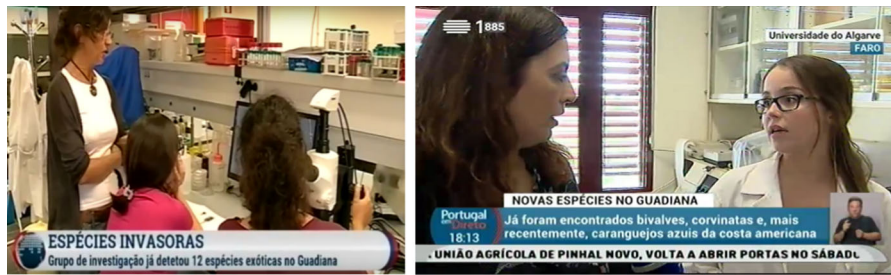 ESPÉCIES INVASORAS
Grupo de investigação já detetou 12 espécies exóticas no Guadiana
1 885
Universidade do Algarve
FARO
NOVAS ESPÉCIES NO GUADIANA
Portugal
em Direto
18:13
Já foram encontrados bivalves, corvinatas e, mais
recentemente, caranguejos azuis da costa americana
UNIÃO AGRÍCOLA DE PINHAL NOVO, VOLTA A ABRIR PORTAS NO SÁBADO